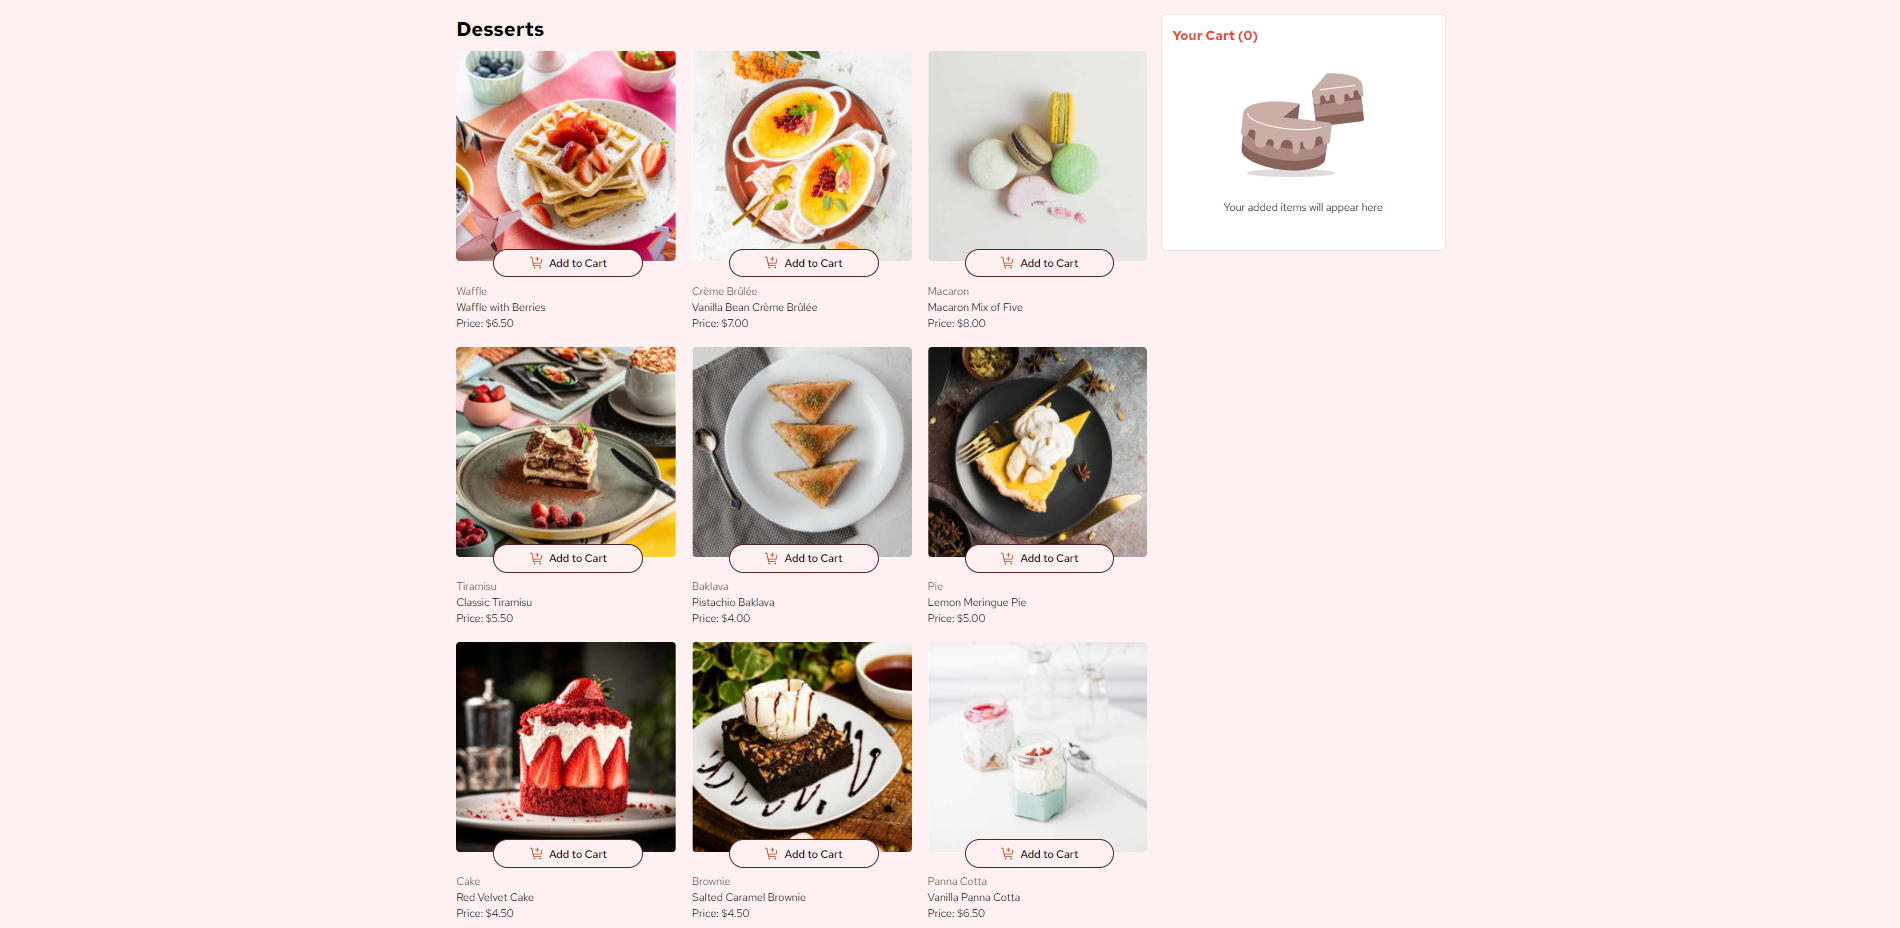 Desserts
Your Cart (0)
Your added items will appear here
Add to Cart
Add to Cart
Add to Cart
Waffle
Waffle with Berries
Price: $6.50
Crème Brûlée
Vanilla Bean Crème Brûlée
Price: $7.00
Macaron
Macaron Mix of Five
Price: $8.00
Add to Cart
Add to Cart
Add to Cart
Tiramisu
Classic Tiramisu
Price: $5.50
Baklava
Pistachio Baklava
Price: $4.00
Pie
Lemon Meringue Pie
Price: $5.00
Add to Cart
Add to Cart
Add to Cart
Cake
Red Velvet Cake
Price: $4.50
Brownie
Salted Caramel Brownie
Price: $4.50
Panna Cotta
Vanilla Panna Cotta
Price: $6.50